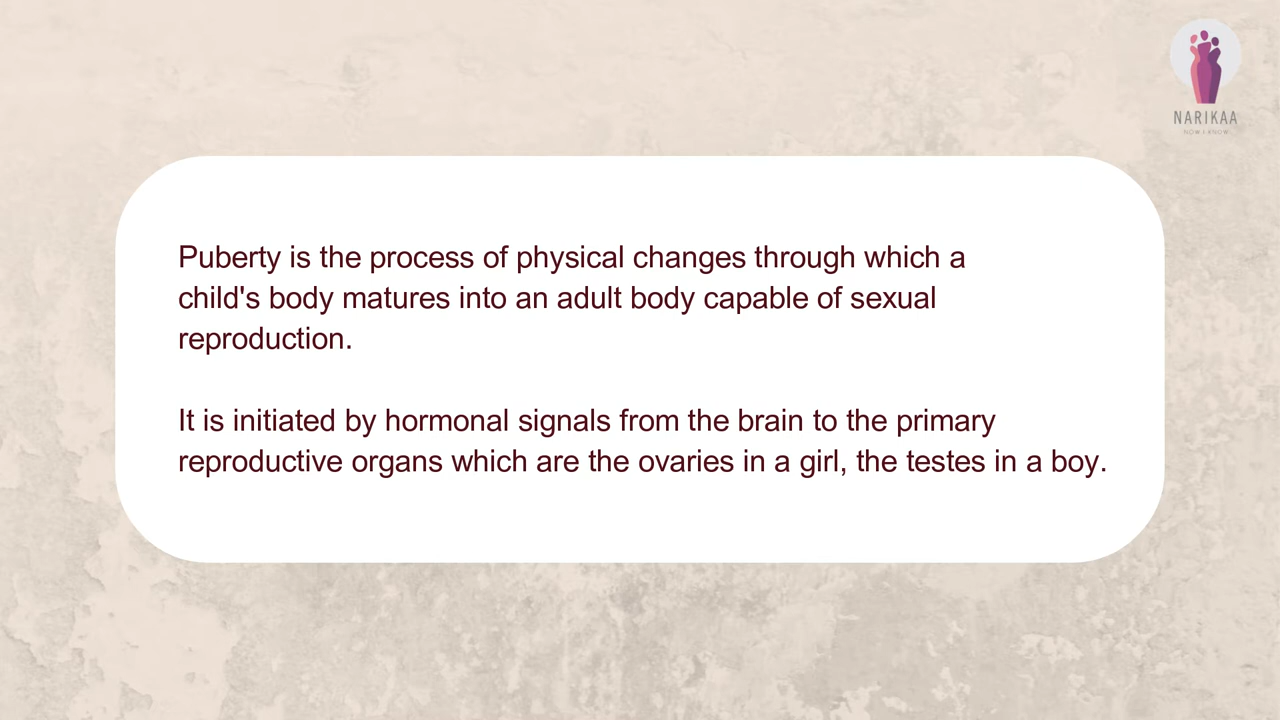 NARIKAA
NOW I KNOW
Puberty is the process of physical changes through which a
child's body matures into an adult body capable of sexual
reproduction.
It is initiated by hormonal signals from the brain to the primary
reproductive organs which are the ovaries in a girl, the testes in a boy.